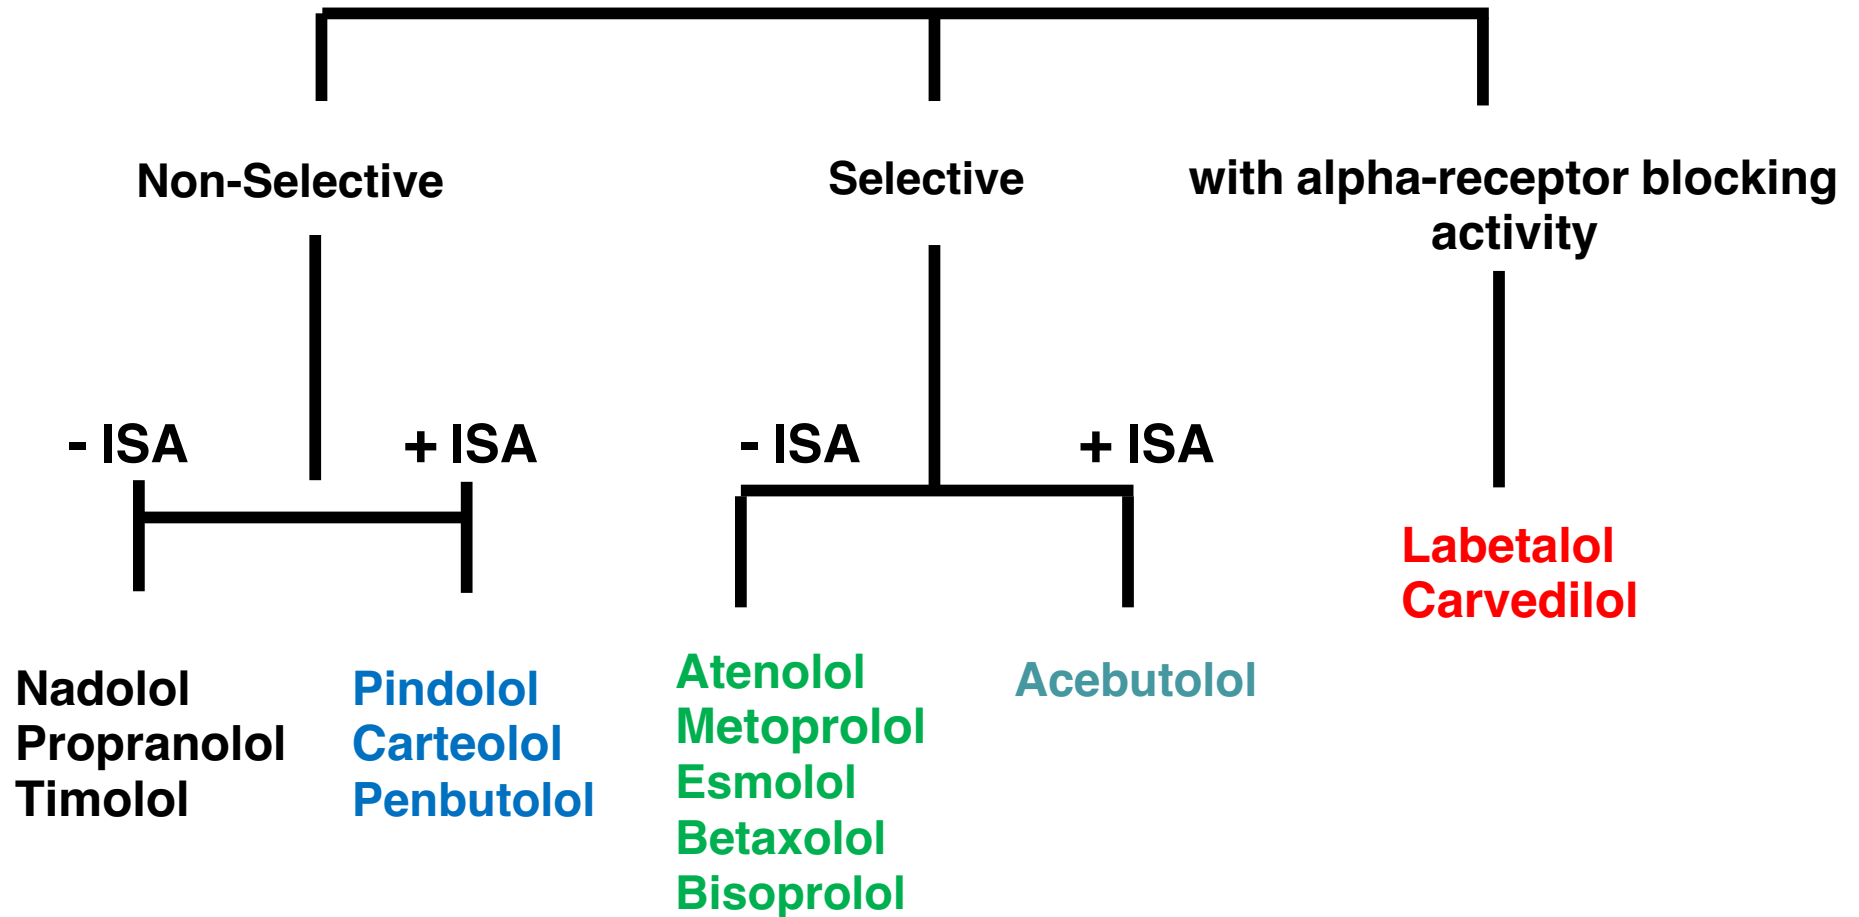 Non-Selective
Selective
with alpha-receptor blocking
activity
- ISA
+ ISA
- ISA
+ ISA
Nadolol
Propranolol
Timolol
Pindolol
Carteolol
Penbutolol
Atenolol
Metoprolol
Esmolol
Betaxolol
Bisoprolol
Acebutolol
Labetalol
Carvedilol